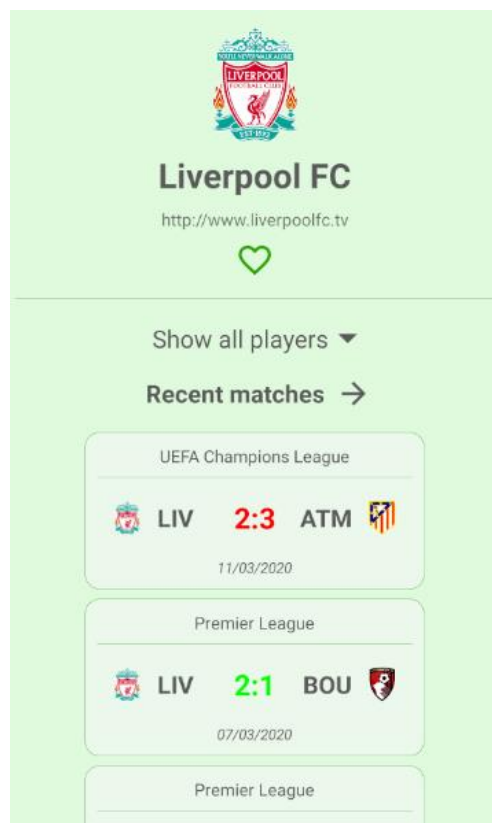 YOU'LL NEVER WALK ALONE
LIVERPOOL
FOOTBALL CLUB
EST·1892
Liverpool FC
http://www.liverpoolfc.tv
Show all players
Recent matches
UEFA Champions League
LIV 2:3 ATM
11/03/2020
Premier League
LIV 2:1 BOU
07/03/2020
Premier League